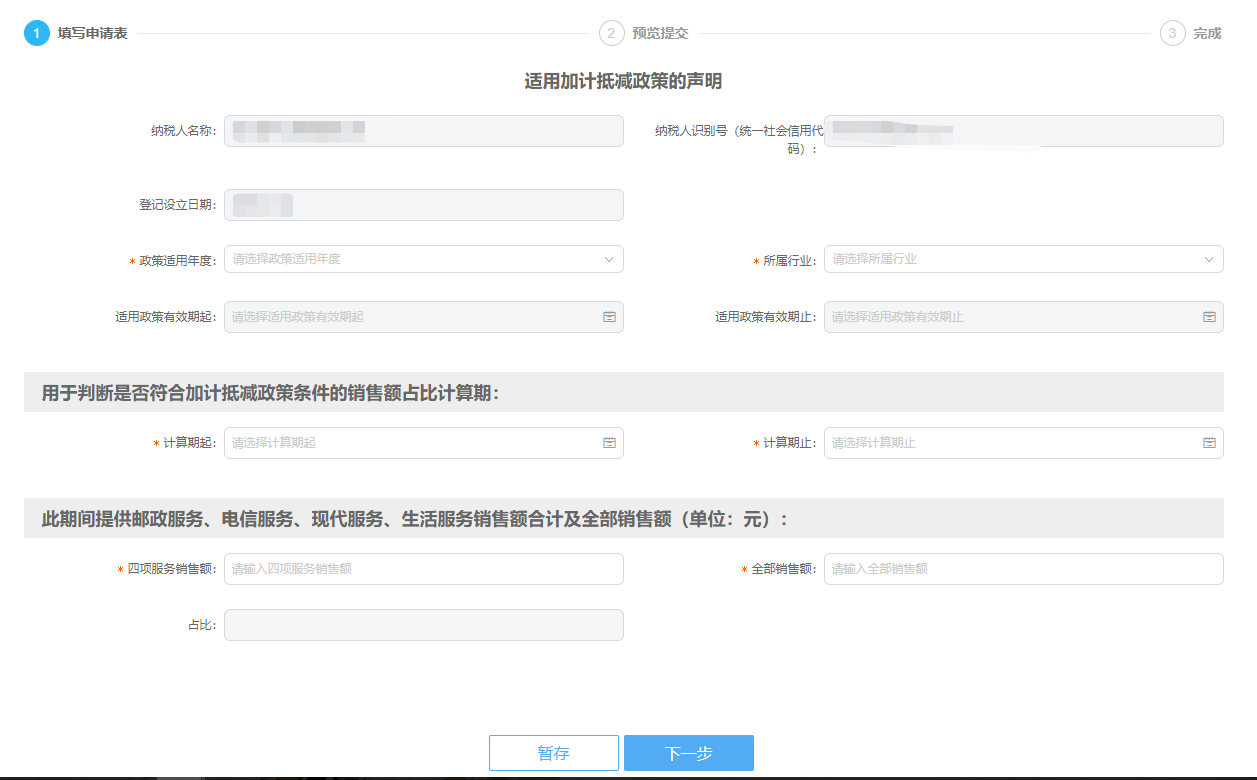 1 填写申请表 2 预览提交 3 完成
适用加计抵减政策的声明
纳税人名称:
纳税人识别号（统一社会信用代
码）:
登记设立日期:
* 政策适用年度: 请选择政策适用年度 * 所属行业: 请选择所属行业
适用政策有效期起: 请选择适用政策有效期起 适用政策有效期止: 请选择适用政策有效期止
用于判断是否符合加计抵减政策条件的销售额占比计算期:
* 计算期起: 请选择计算期起 * 计算期止: 请选择计算期止
此期间提供邮政服务、电信服务、现代服务、生活服务销售额合计及全部销售额（单位：元）:
* 四项服务销售额: 请输入四项服务销售额 * 全部销售额: 请输入全部销售额
占比:
暂存 下一步